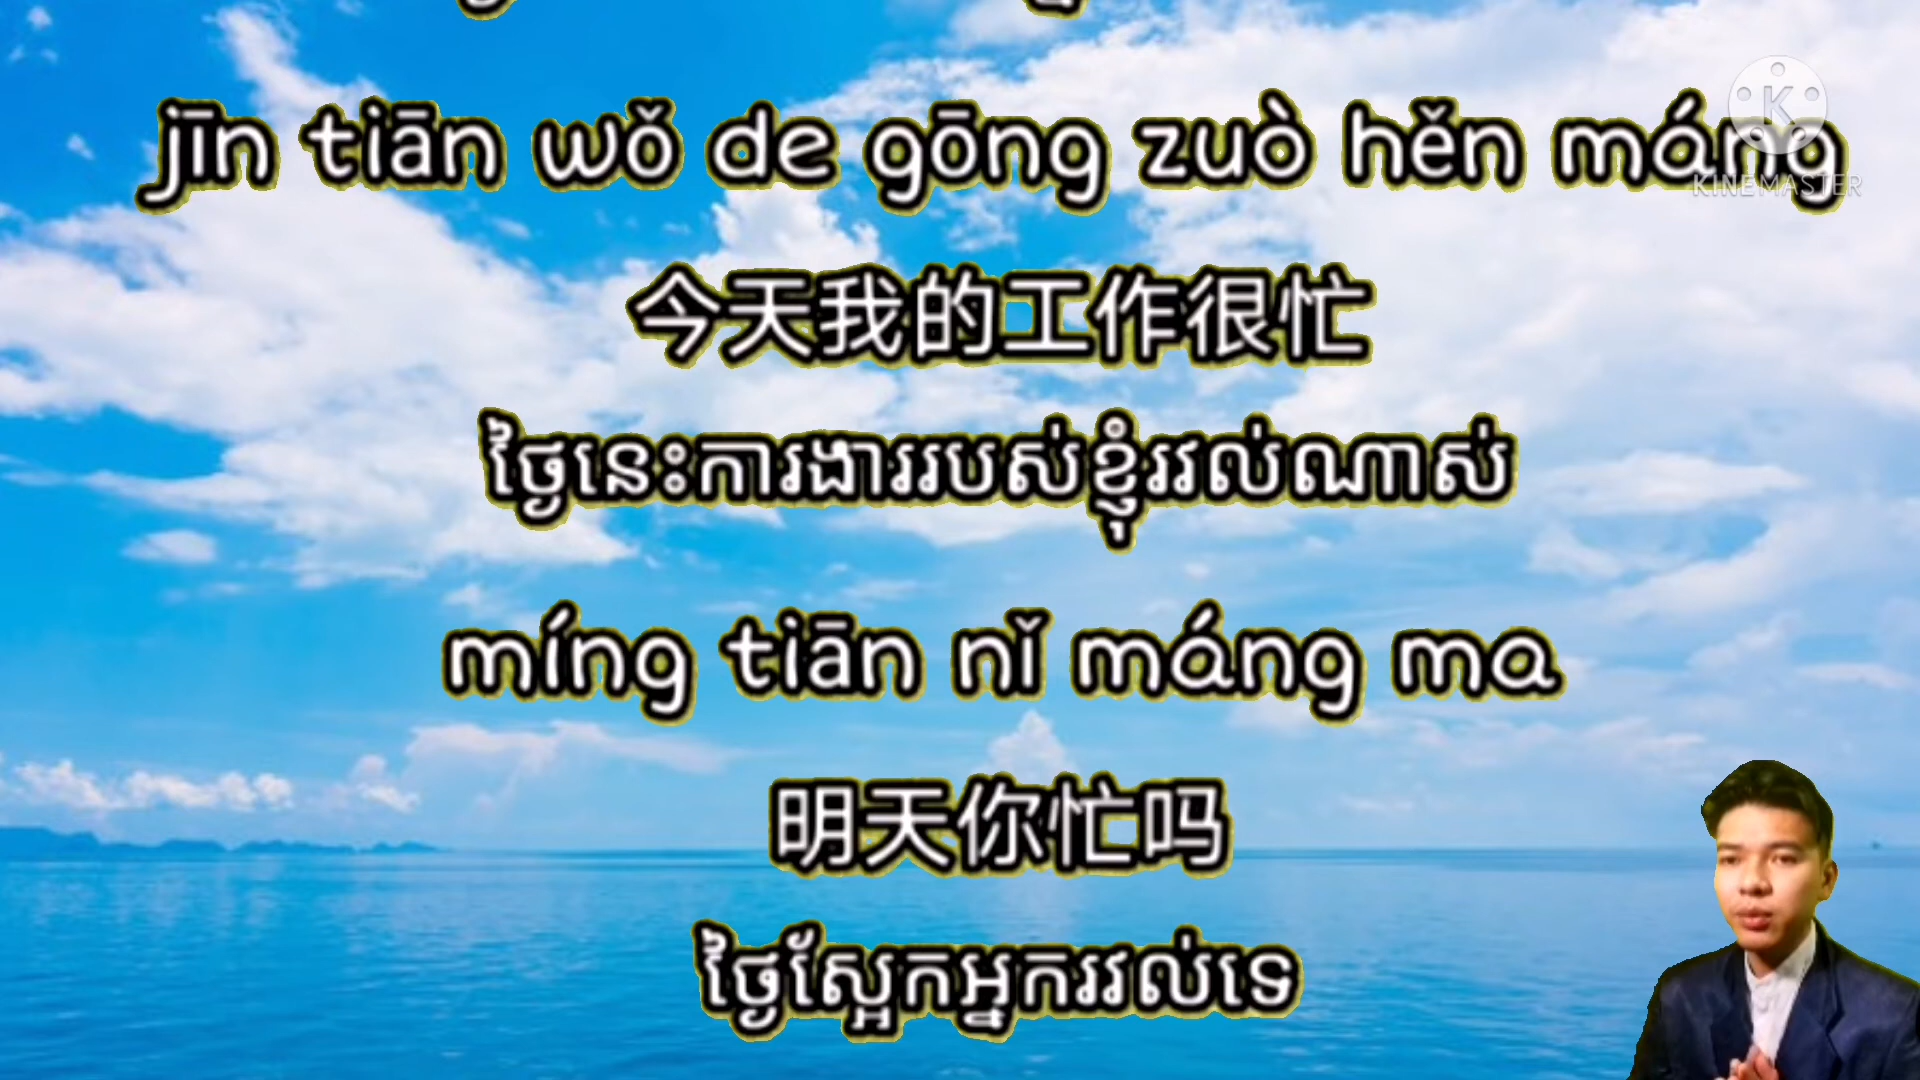 jīn tiān wǒ de gōng zuò hěn máng
K
KINEMASTER
今天我的工作很忙
ថ្ងៃនេះការងាររបស់ខ្ញុំរវល់ណាស់
míng tiān nǐ máng ma
明天你忙吗
ថ្ងៃស្អែកអ្នករវល់ទេ